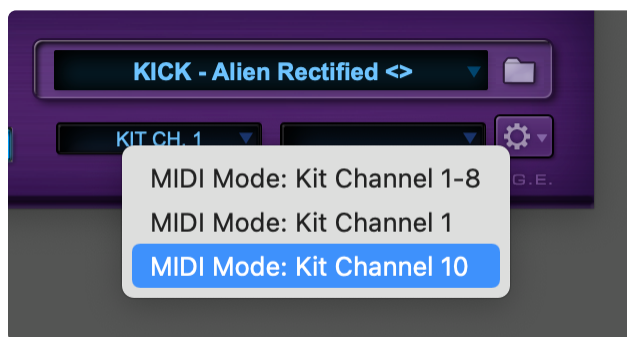 KICK - Alien Rectified <>
KIT CH. 1
MIDI Mode: Kit Channel 1-8
G.E.
MIDI Mode: Kit Channel 1
MIDI Mode: Kit Channel 10